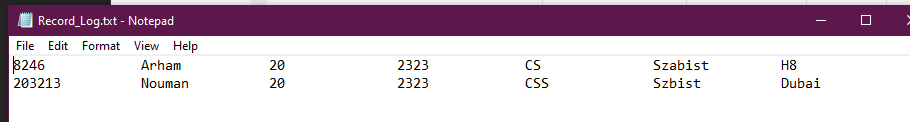 Record_Log.txt - Notepad
File Edit Format View Help
8246 Arham 20 2323 CS Szabist H8
203213 Nouman 20 2323 CSS Szbist Dubai